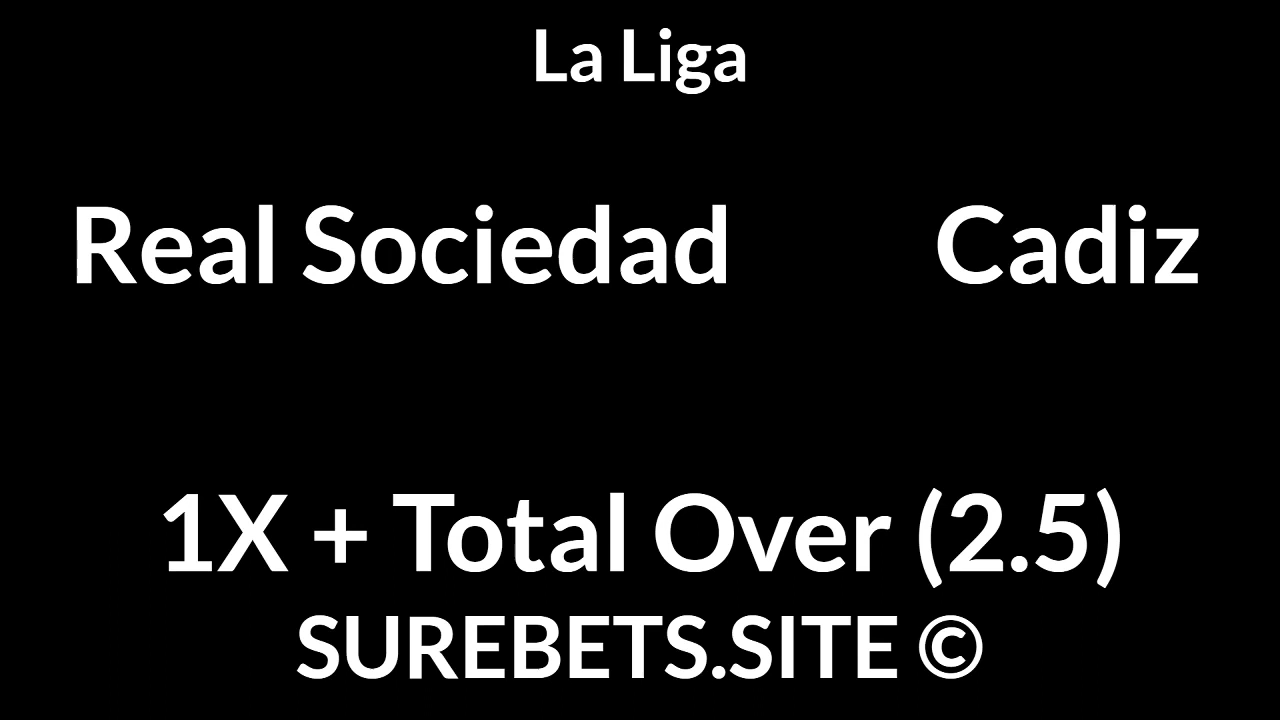 La Liga
Real Sociedad Cadiz
1X + Total Over (2.5)
SUREBETS.SITE ©